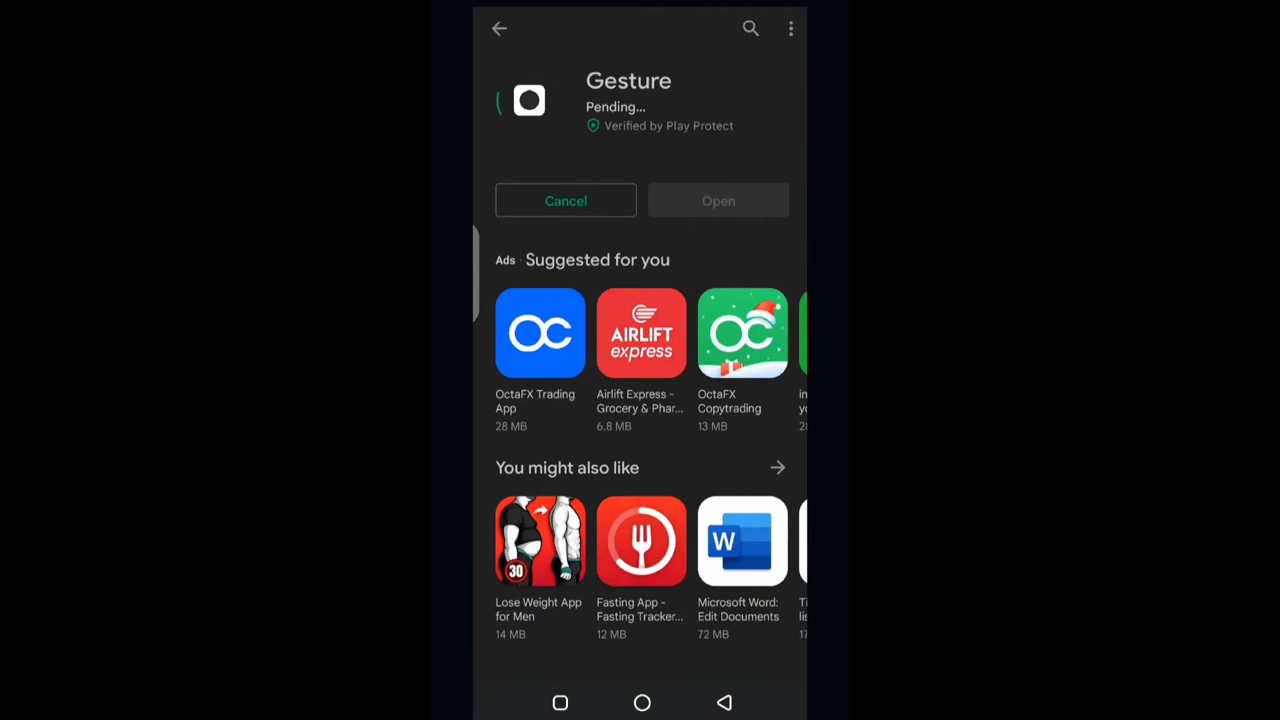 Gesture
Pending...
Verified by Play Protect
Cancel
Open
Ads · Suggested for you
OC
AIRLIFT
express
OC
OctaFX Trading
App
28 MB
Airlift Express -
Grocery & Phar...
6.8 MB
OctaFX
Copytrading
13 MB
You might also like
30
W
Lose Weight App
for Men
14 MB
Fasting App -
Fasting Tracker...
12 MB
Microsoft Word:
Edit Documents
72 MB